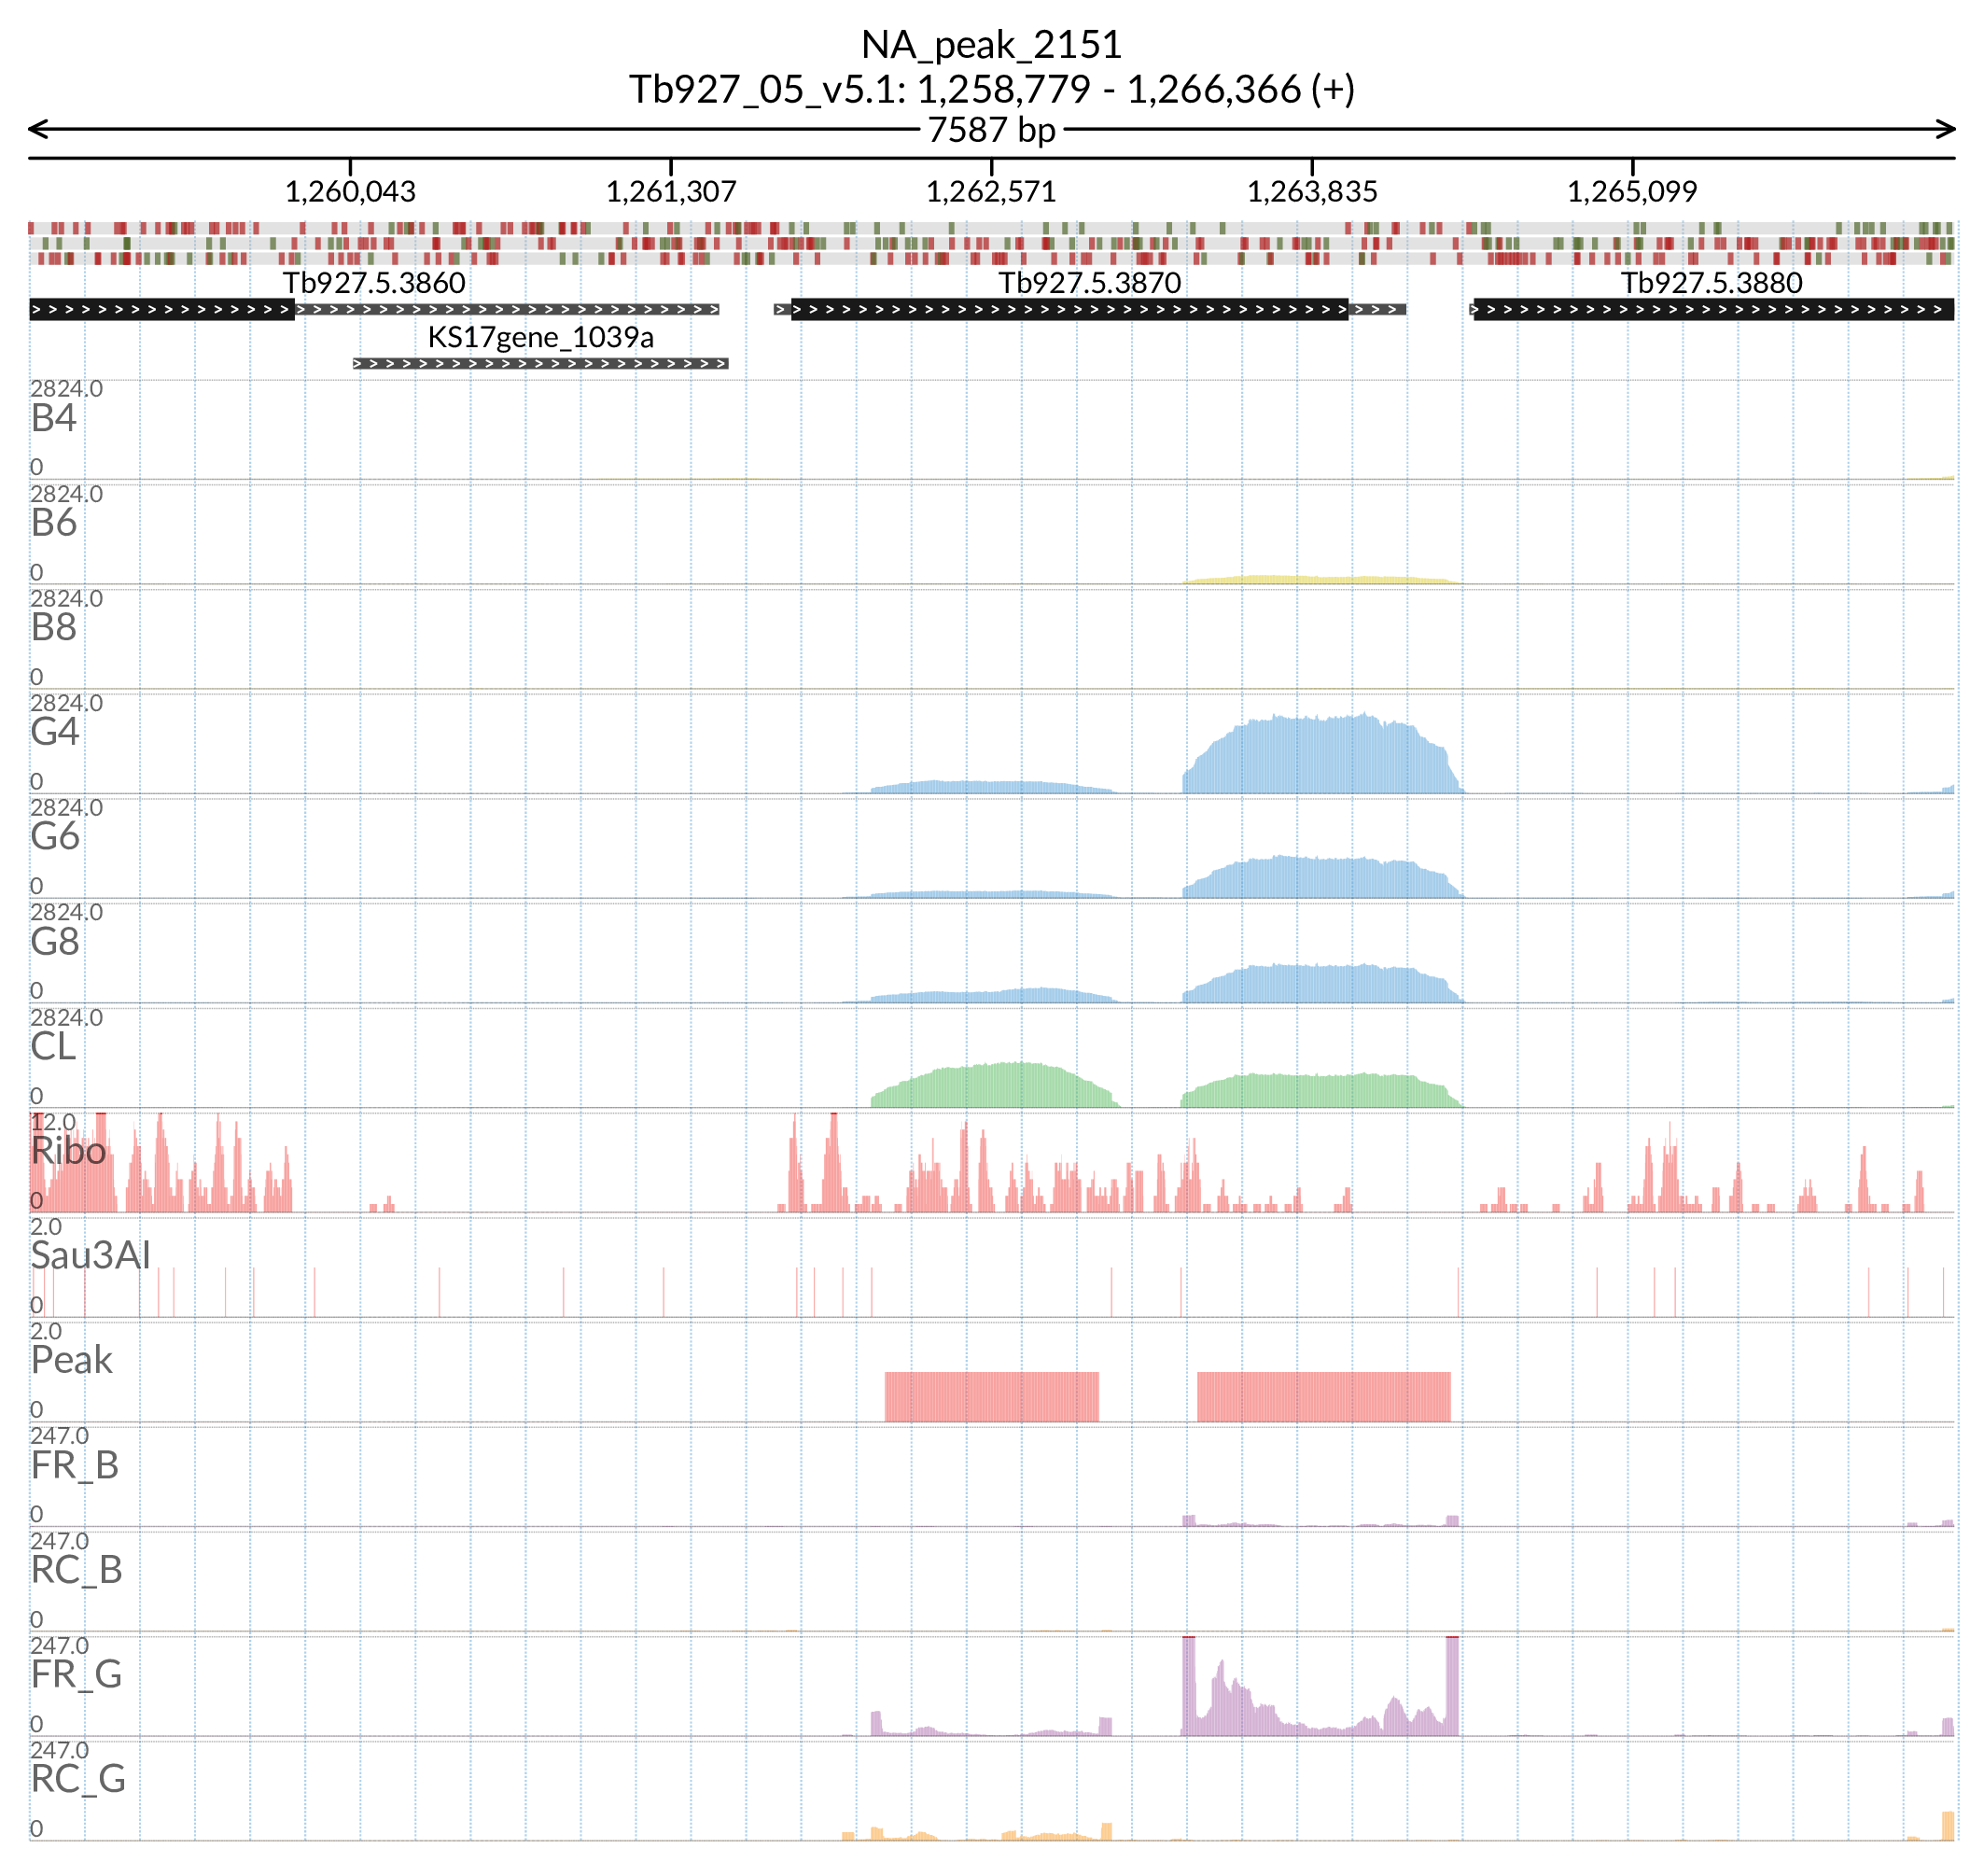 NA_peak_2151
Tb927_05_v5.1: 1,258,779 - 1,266,366 (+)
7587 bp
1,260,043 1,261,307 1,262,571 1,263,835 1,265,099
Tb927.5.3860 Tb927.5.3870 Tb927.5.3880
KS17gene_1039a
2824.0
B4
0
2824.0
B6
0
2824.0
B8
0
2824.0
G4
0
2824.0
G6
0
2824.0
G8
0
2824.0
CL
0
12.0
Ribo
0
2.0
Sau3AI
0
2.0
Peak
0
247.0
FR_B
0
247.0
RC_B
0
247.0
FR_G
0
247.0
RC_G
0